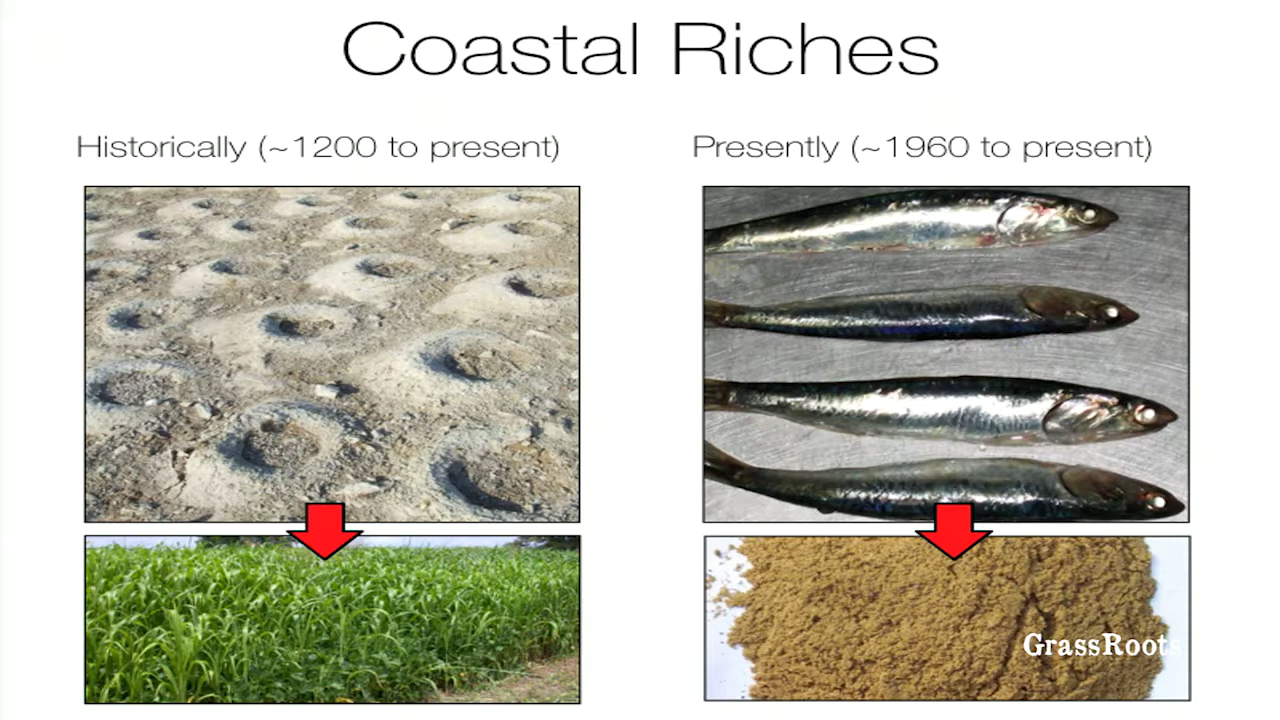 Coastal Riches
Historically (~1200 to present)
Presently (~1960 to present)
GrassRoots